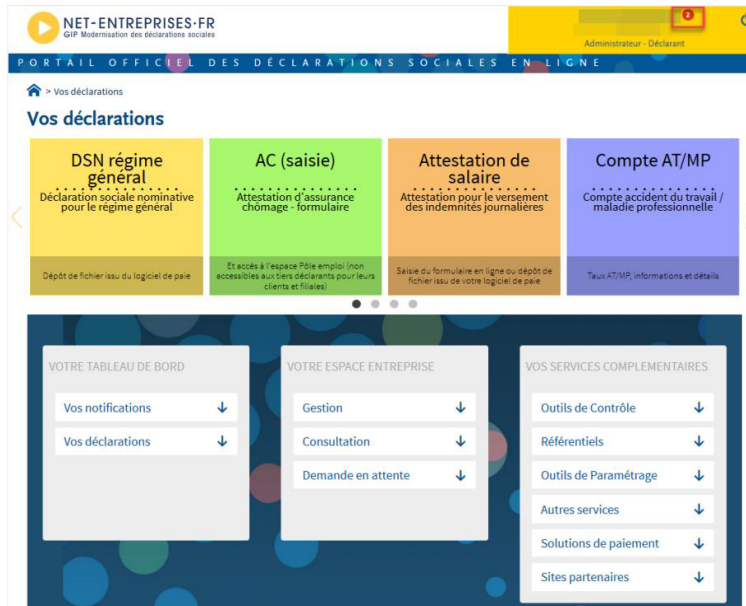 NET-ENTREPRISES·FR
GIP Modernisation des déclarations sociales
2
Administrateur - Déclarant
PORTAIL OFFICIEL DES DÉCLARATIONS SOCIALES EN LIGNE
> Vos déclarations
Vos déclarations
DSN régime
général
Déclaration sociale nominative
pour le régime général
Dépôt de fichier issu du logiciel de paie
AC (saisie)
Attestation d'assurance
chômage - formulaire
Et accès à l'espace Pôle emploi (non
accessibles aux tiers déclarants pour leurs
clients et filiales)
Attestation de
salaire
Attestation pour le versement
des indemnités journalières
Saisie du formulaire en ligne ou dépôt de
fichier issu de votre logiciel de paie
Compte AT/MP
Compte accident du travail /
maladie professionnelle
Taux AT/MP, informations et détails
VOTRE TABLEAU DE BORD
Vos notifications
Vos déclarations
VOTRE ESPACE ENTREPRISE
Gestion
Consultation
Demande en attente
VOS SERVICES COMPLEMENTAIRES
Outils de Contrôle
Référentiels
Outils de Paramétrage
Autres services
Solutions de paiement
Sites partenaires